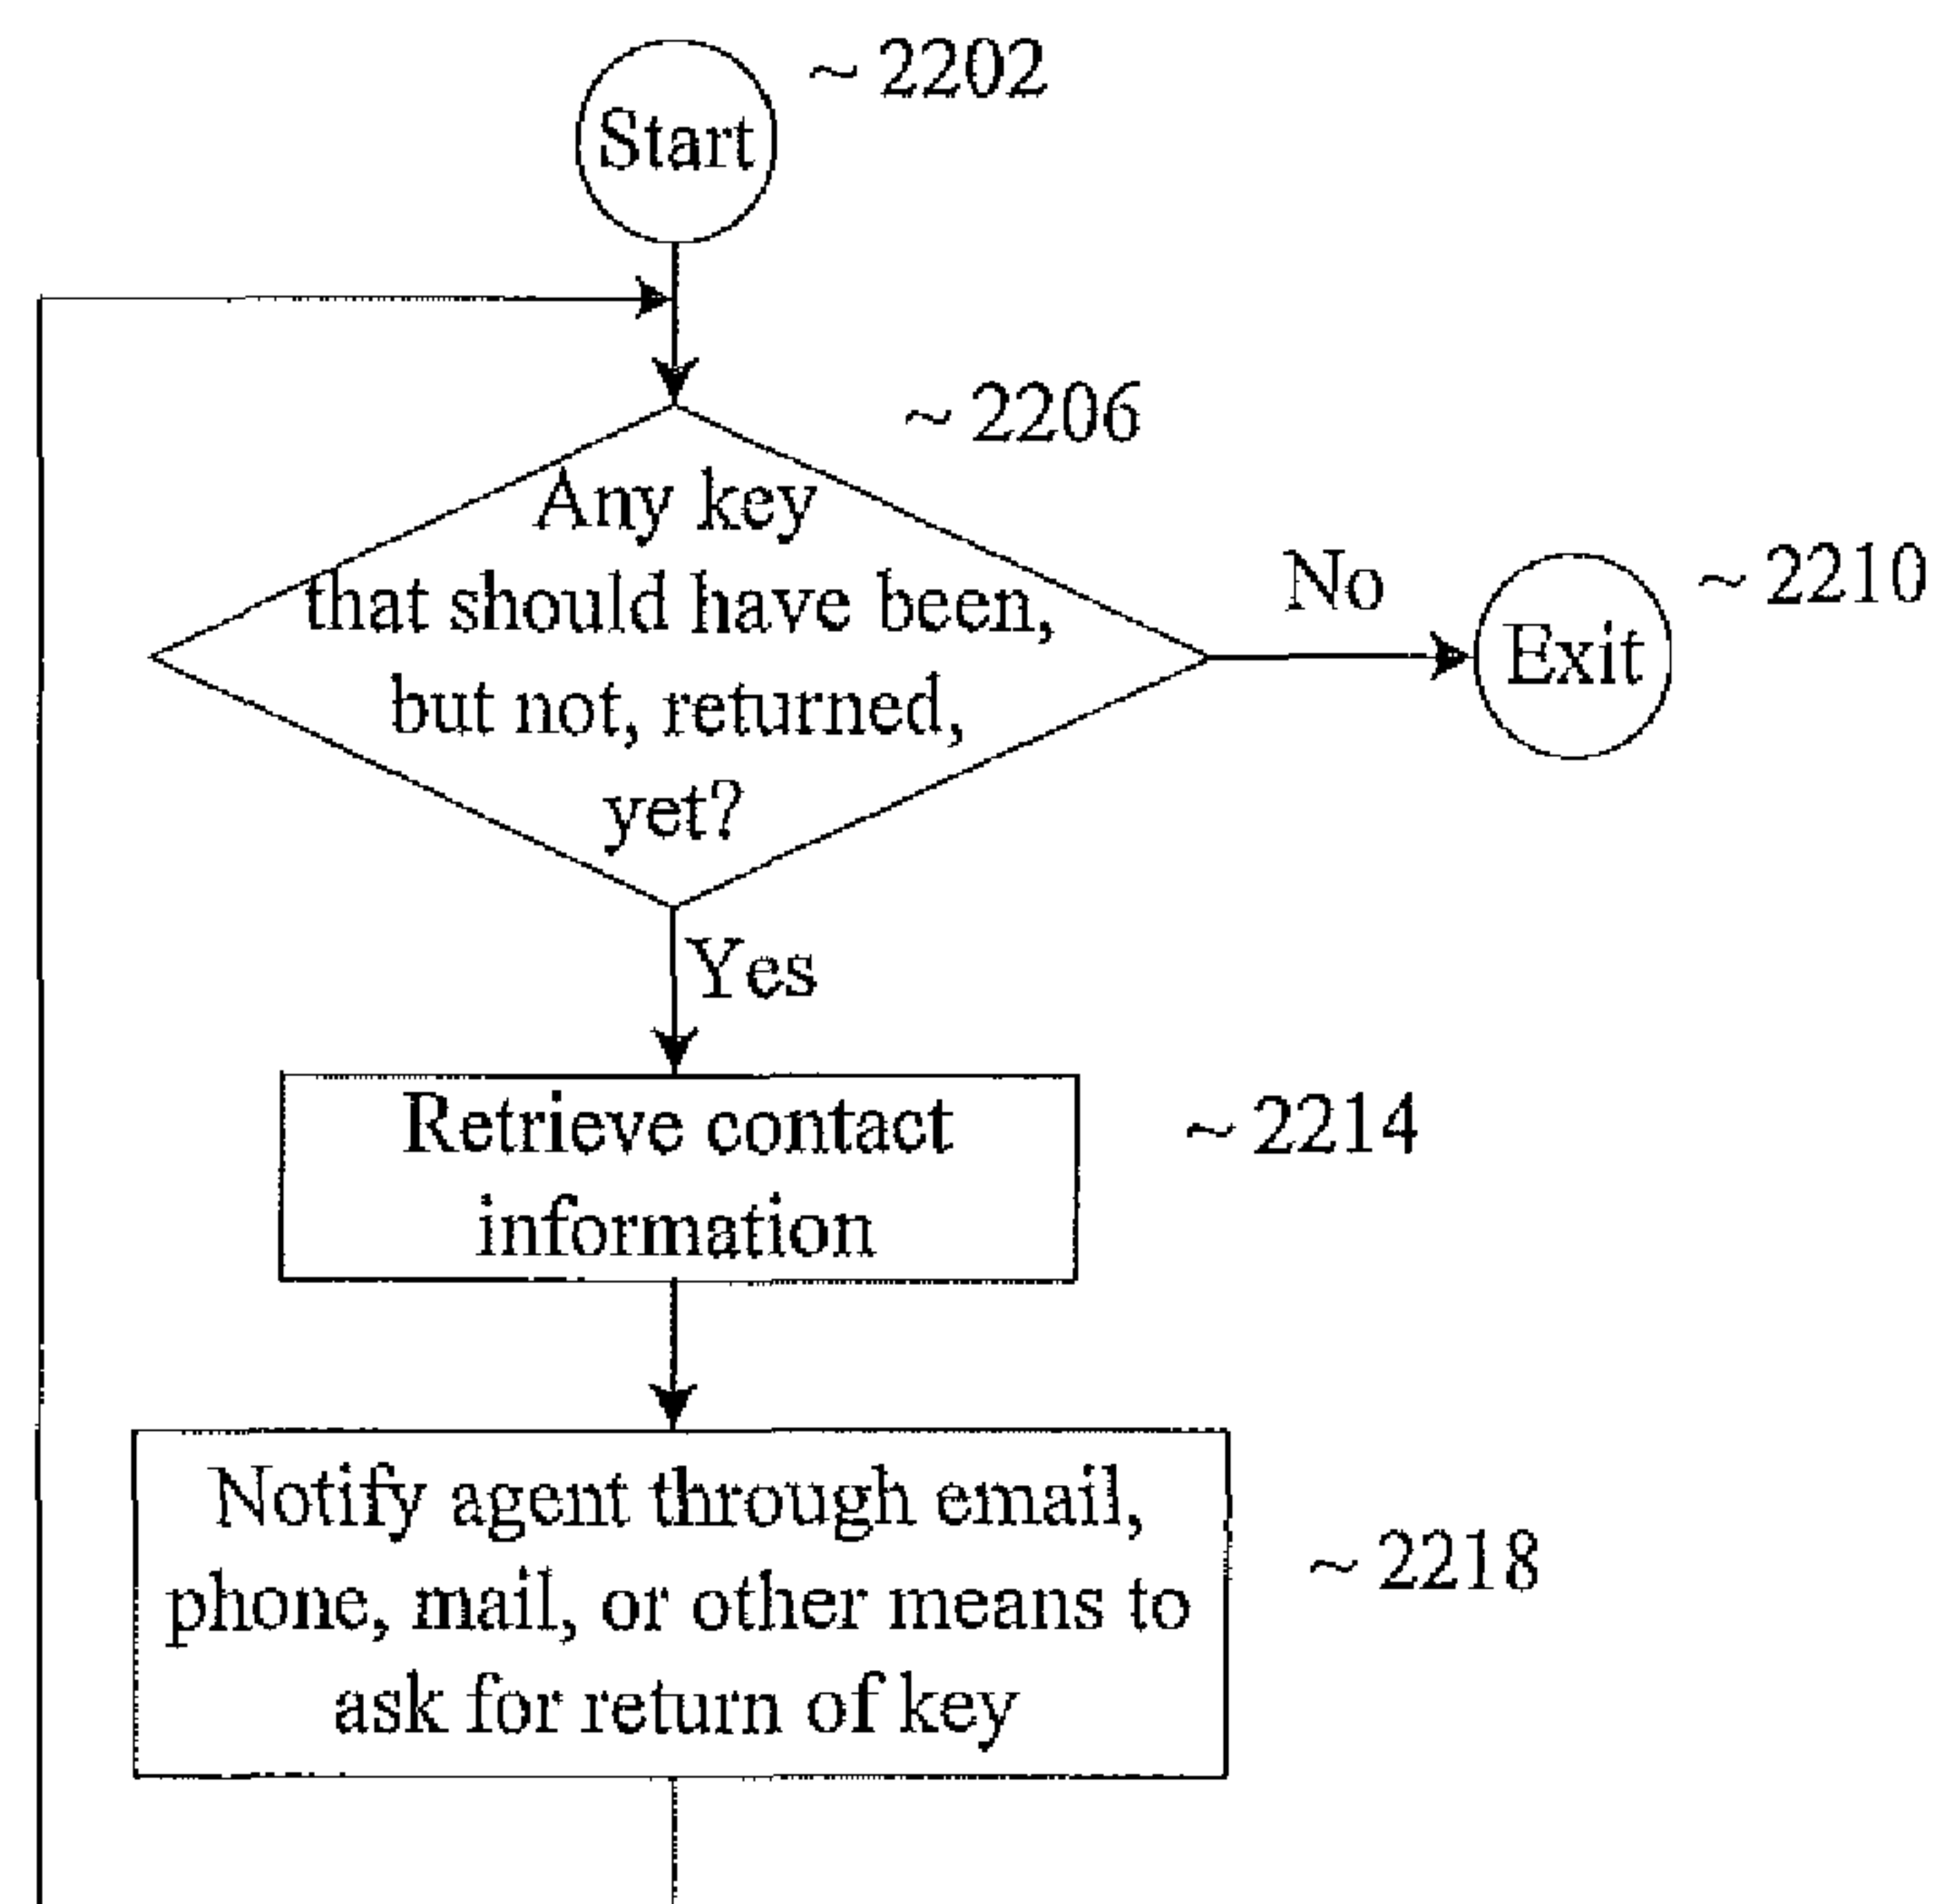 Start
~ 2202
~ 2206
Any key
that should have been,
but not, returned,
yet?
No
Exit
~ 2210
Yes
Retrieve contact
information
~ 2214
Notify agent through email,
phone, mail, or other means to
ask for return of key
~ 2218